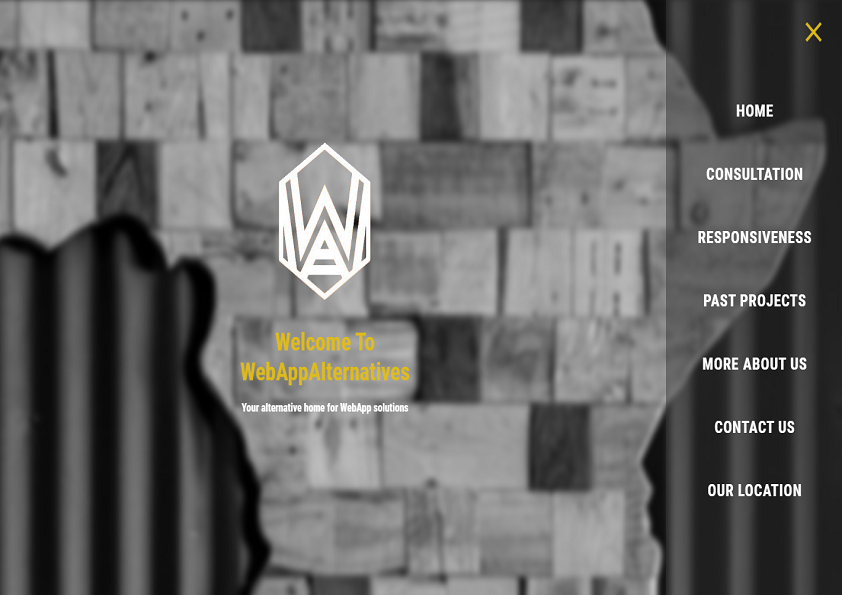 X
HOME
CONSULTATION
RESPONSIVENESS
PAST PROJECTS
MORE ABOUT US
CONTACT US
OUR LOCATION
WA
Welcome To
WebAppAlternatives
Your alternative home for WebApp solutions